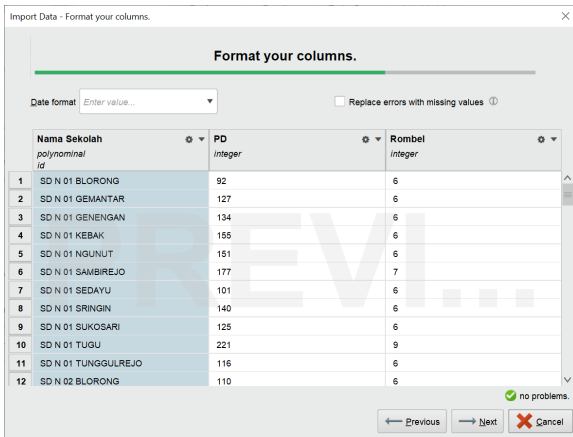 Import Data - Format your columns.
Format your columns.
Date format Enter value... Replace errors with missing values
Nama Sekolah PD Rombel
polynominal integer integer
id
1 SD N 01 BLORONG 92 6
2 SD N 01 GEMANTAR 127 6
3 SD N 01 GENENGAN 134 6
4 SD N 01 KEBAK 155 6
5 SD N 01 NGUNUT 151 6
6 SD N 01 SAMBIREJO 177 7
7 SD N 01 SEDAYU 101 6
8 SD N 01 SRINGIN 140 6
9 SD N 01 SUKOSARI 125 6
10 SD N 01 TUGU 221 9
11 SD N 01 TUNGGULREJO 116 6
12 SD N 02 BLORONG 110 6
PREVI...
no problems.
Previous Next Cancel